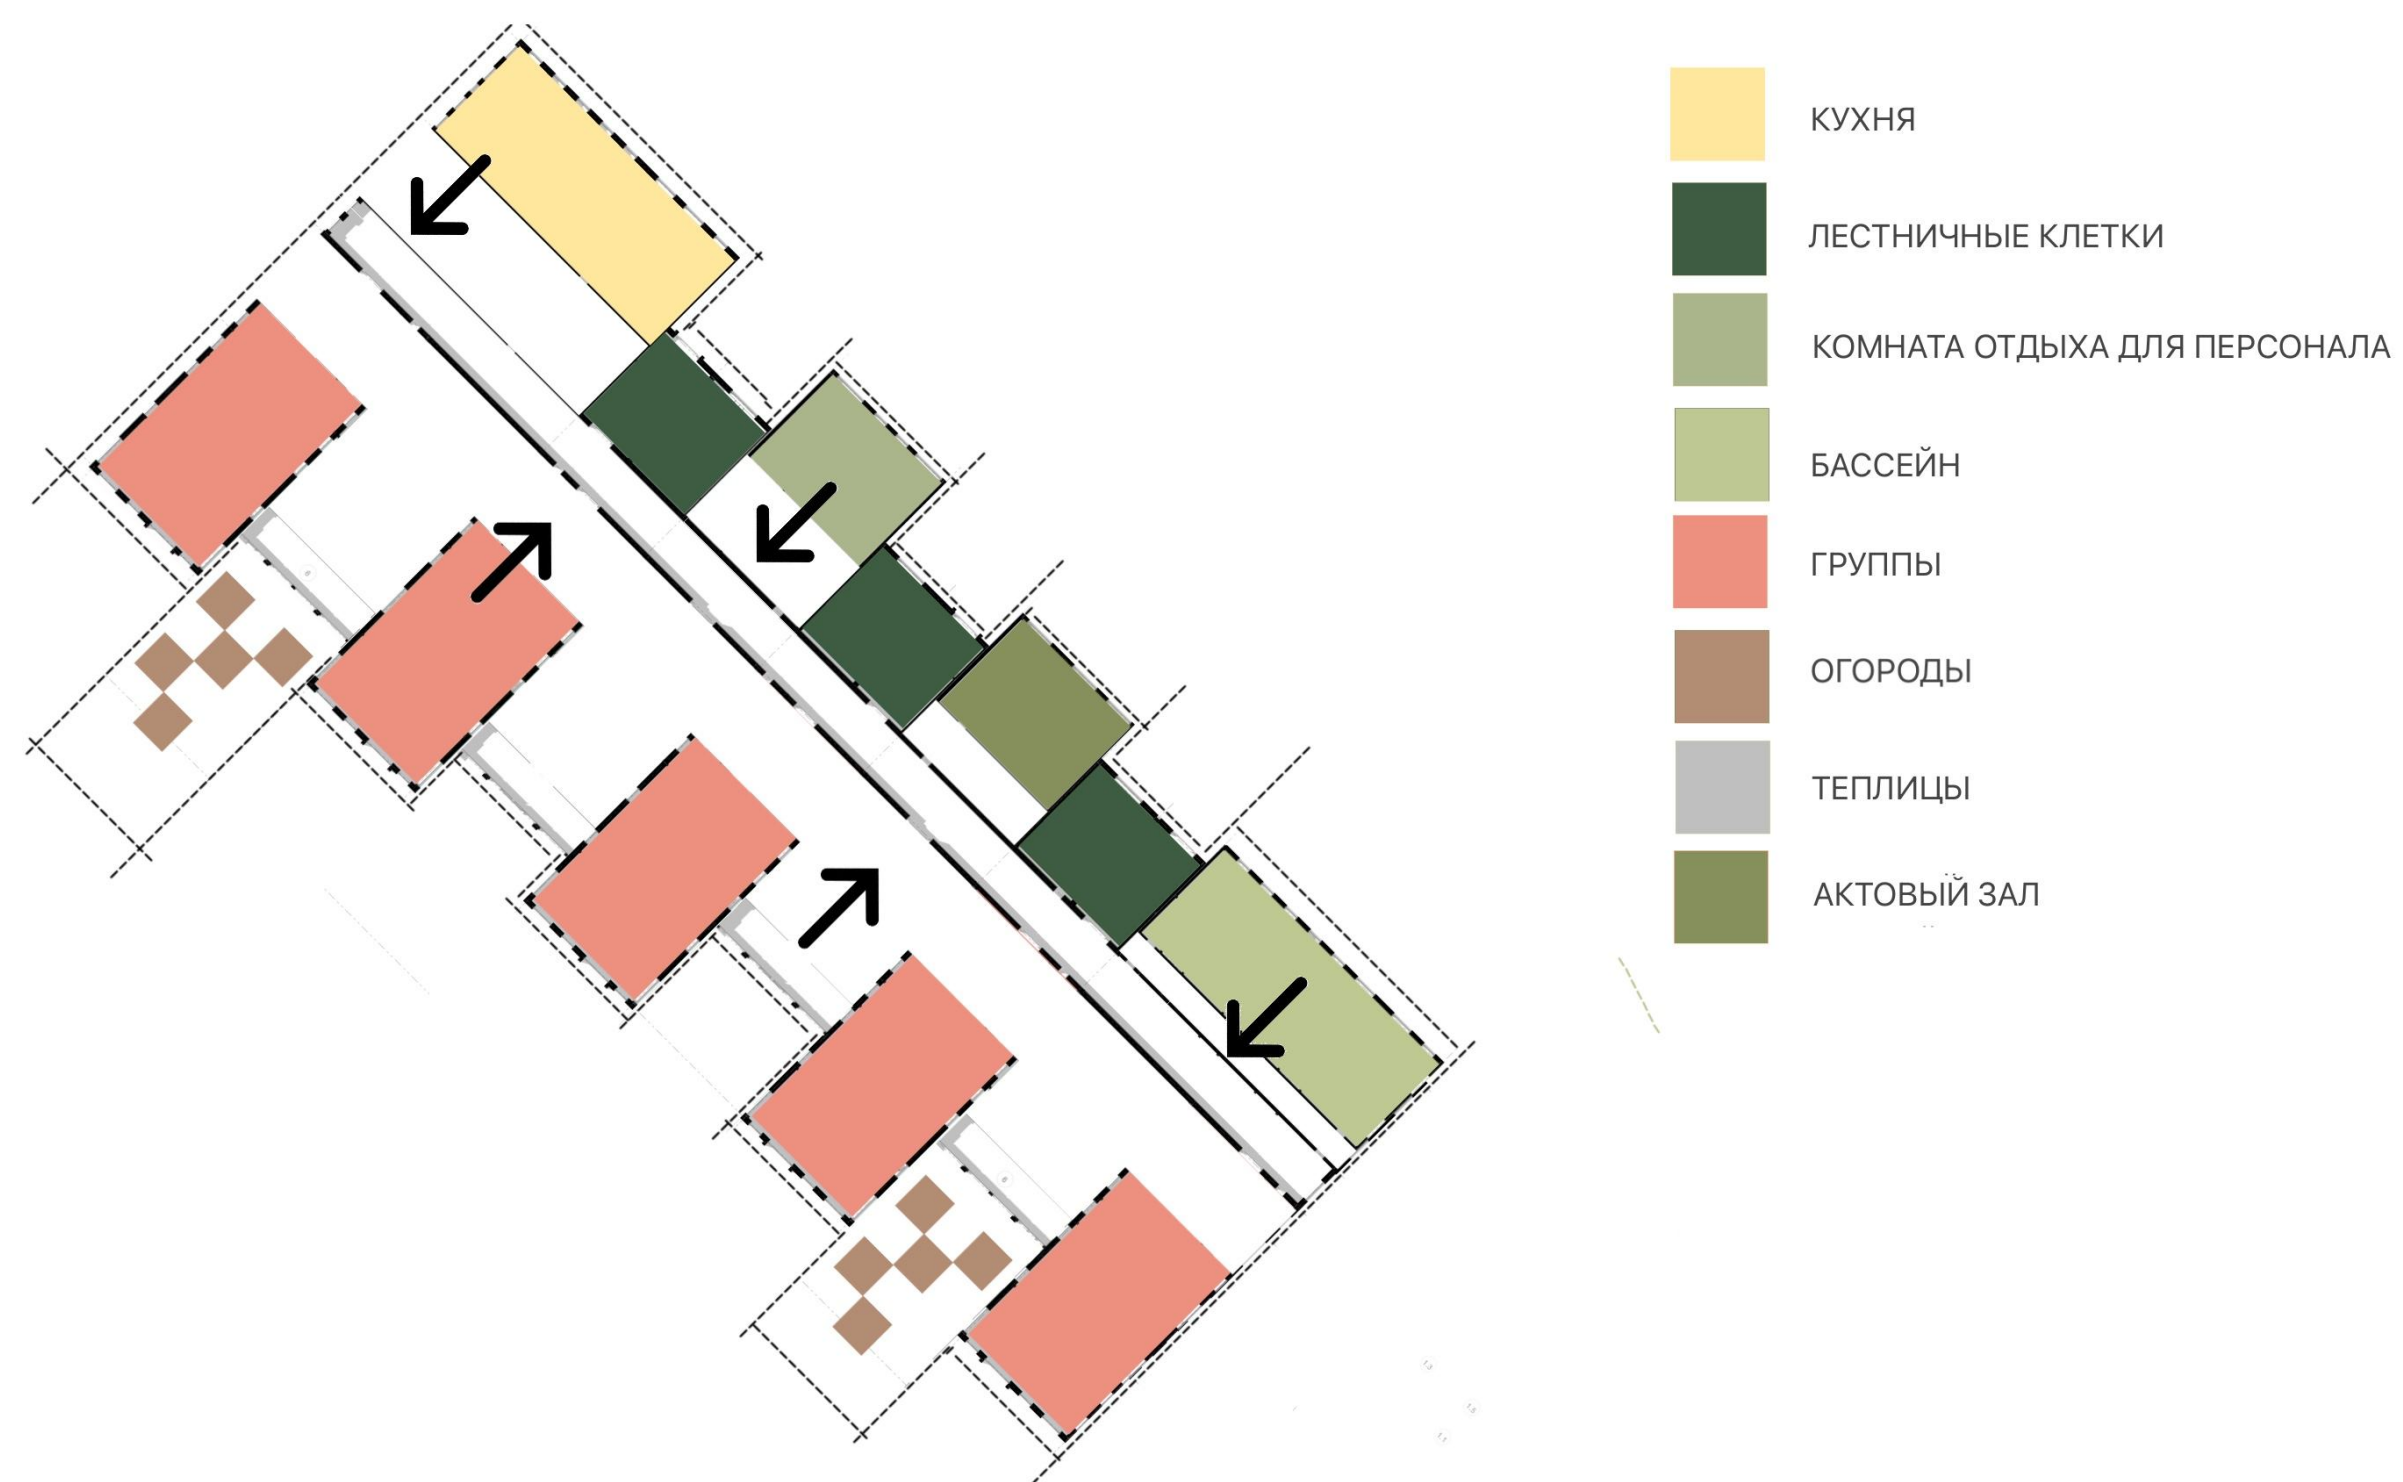 КУХНЯ
ЛЕСТНИЧНЫЕ КЛЕТКИ
КОМНАТА ОТДЫХА ДЛЯ ПЕРСОНАЛА
БАССЕЙН
ГРУППЫ
ОГОРОДЫ
ТЕПЛИЦЫ
АКТОВЫЙ ЗАЛ